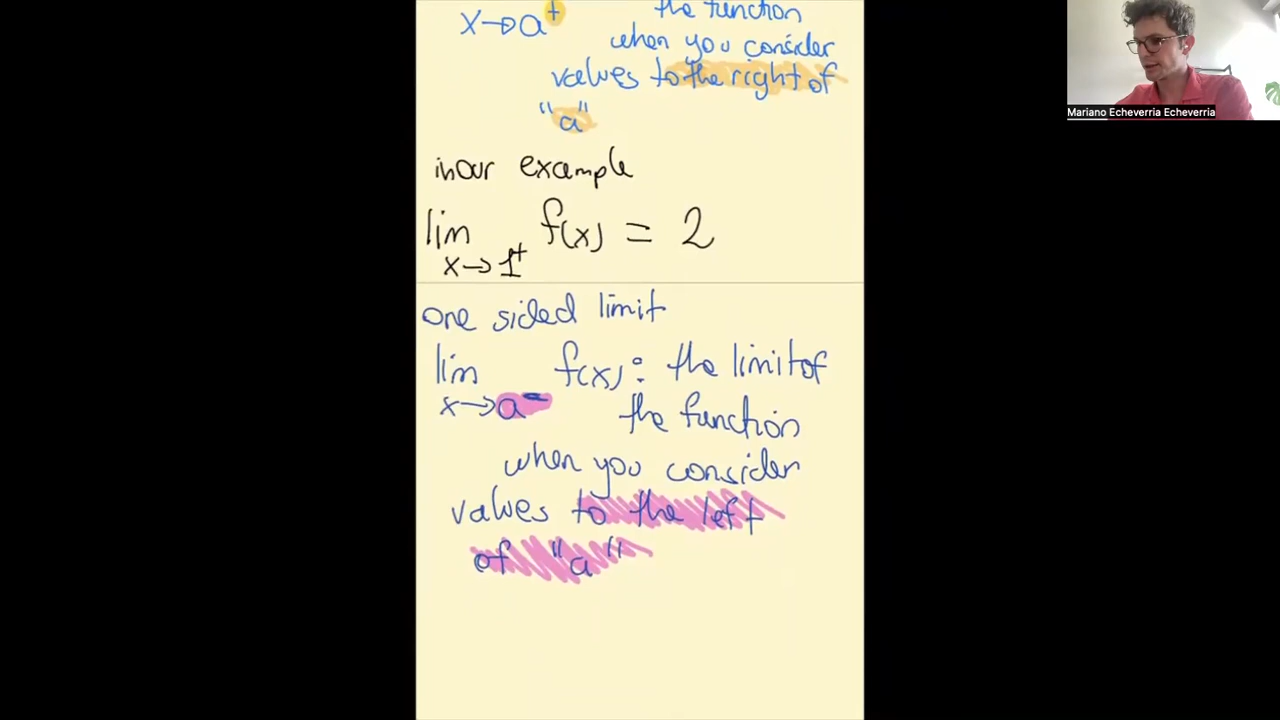 the function
x→a⁺
when you consider
values to the right of
"a"
in our example
lim f(x) = 2
x→1⁺
one sided limit
lim f(x): the limit of
x→a⁻ the function
when you consider
values to the left
of "a"
Mariano Echeverria Echeverria